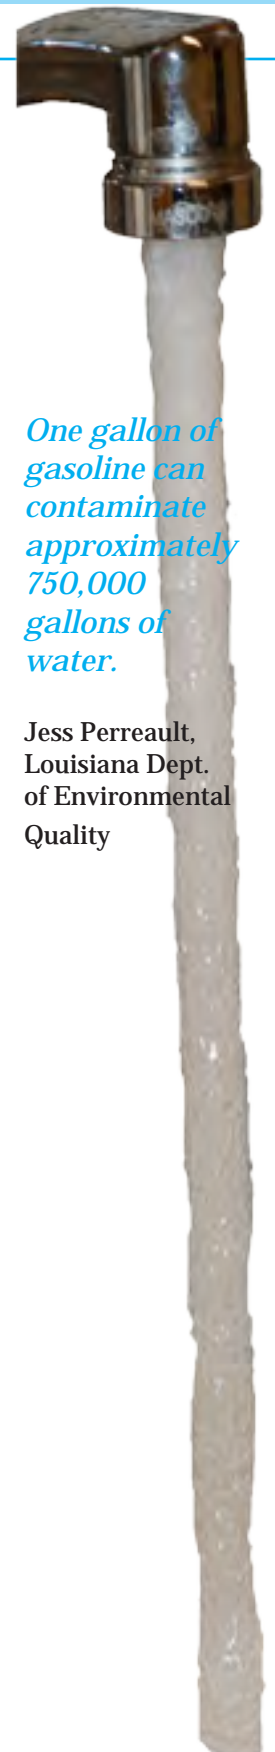 One gallon of
gasoline can
contaminate
approximately
750,000
gallons of
water.
Jess Perreault,
Louisiana Dept.
of Environmental
Quality